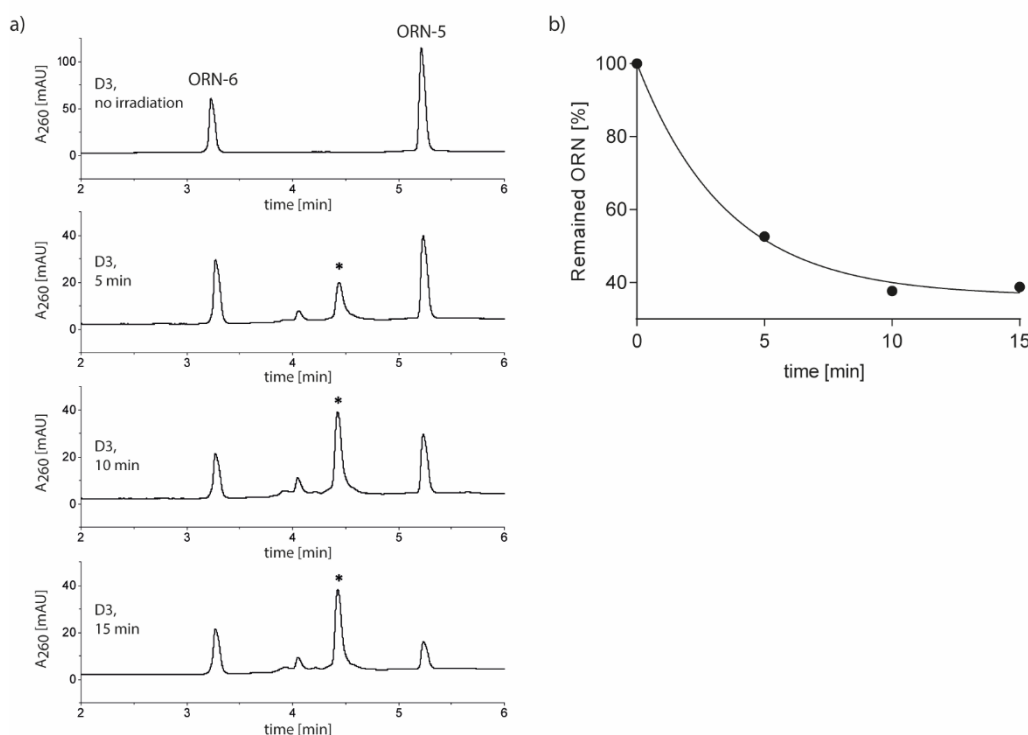 a)
ORN-5
ORN-6
D3,
no irradiation
A260 [mAU]
100
50
0
2 3 4 5 6
time [min]
D3,
5 min
*
A260 [mAU]
40
20
0
2 3 4 5 6
time [min]
D3,
10 min
*
A260 [mAU]
40
20
0
2 3 4 5 6
time [min]
D3,
15 min
*
A260 [mAU]
40
20
0
2 3 4 5 6
time [min]
b)
Remained ORN [%]
100
80
60
40
0 5 10 15
time [min]